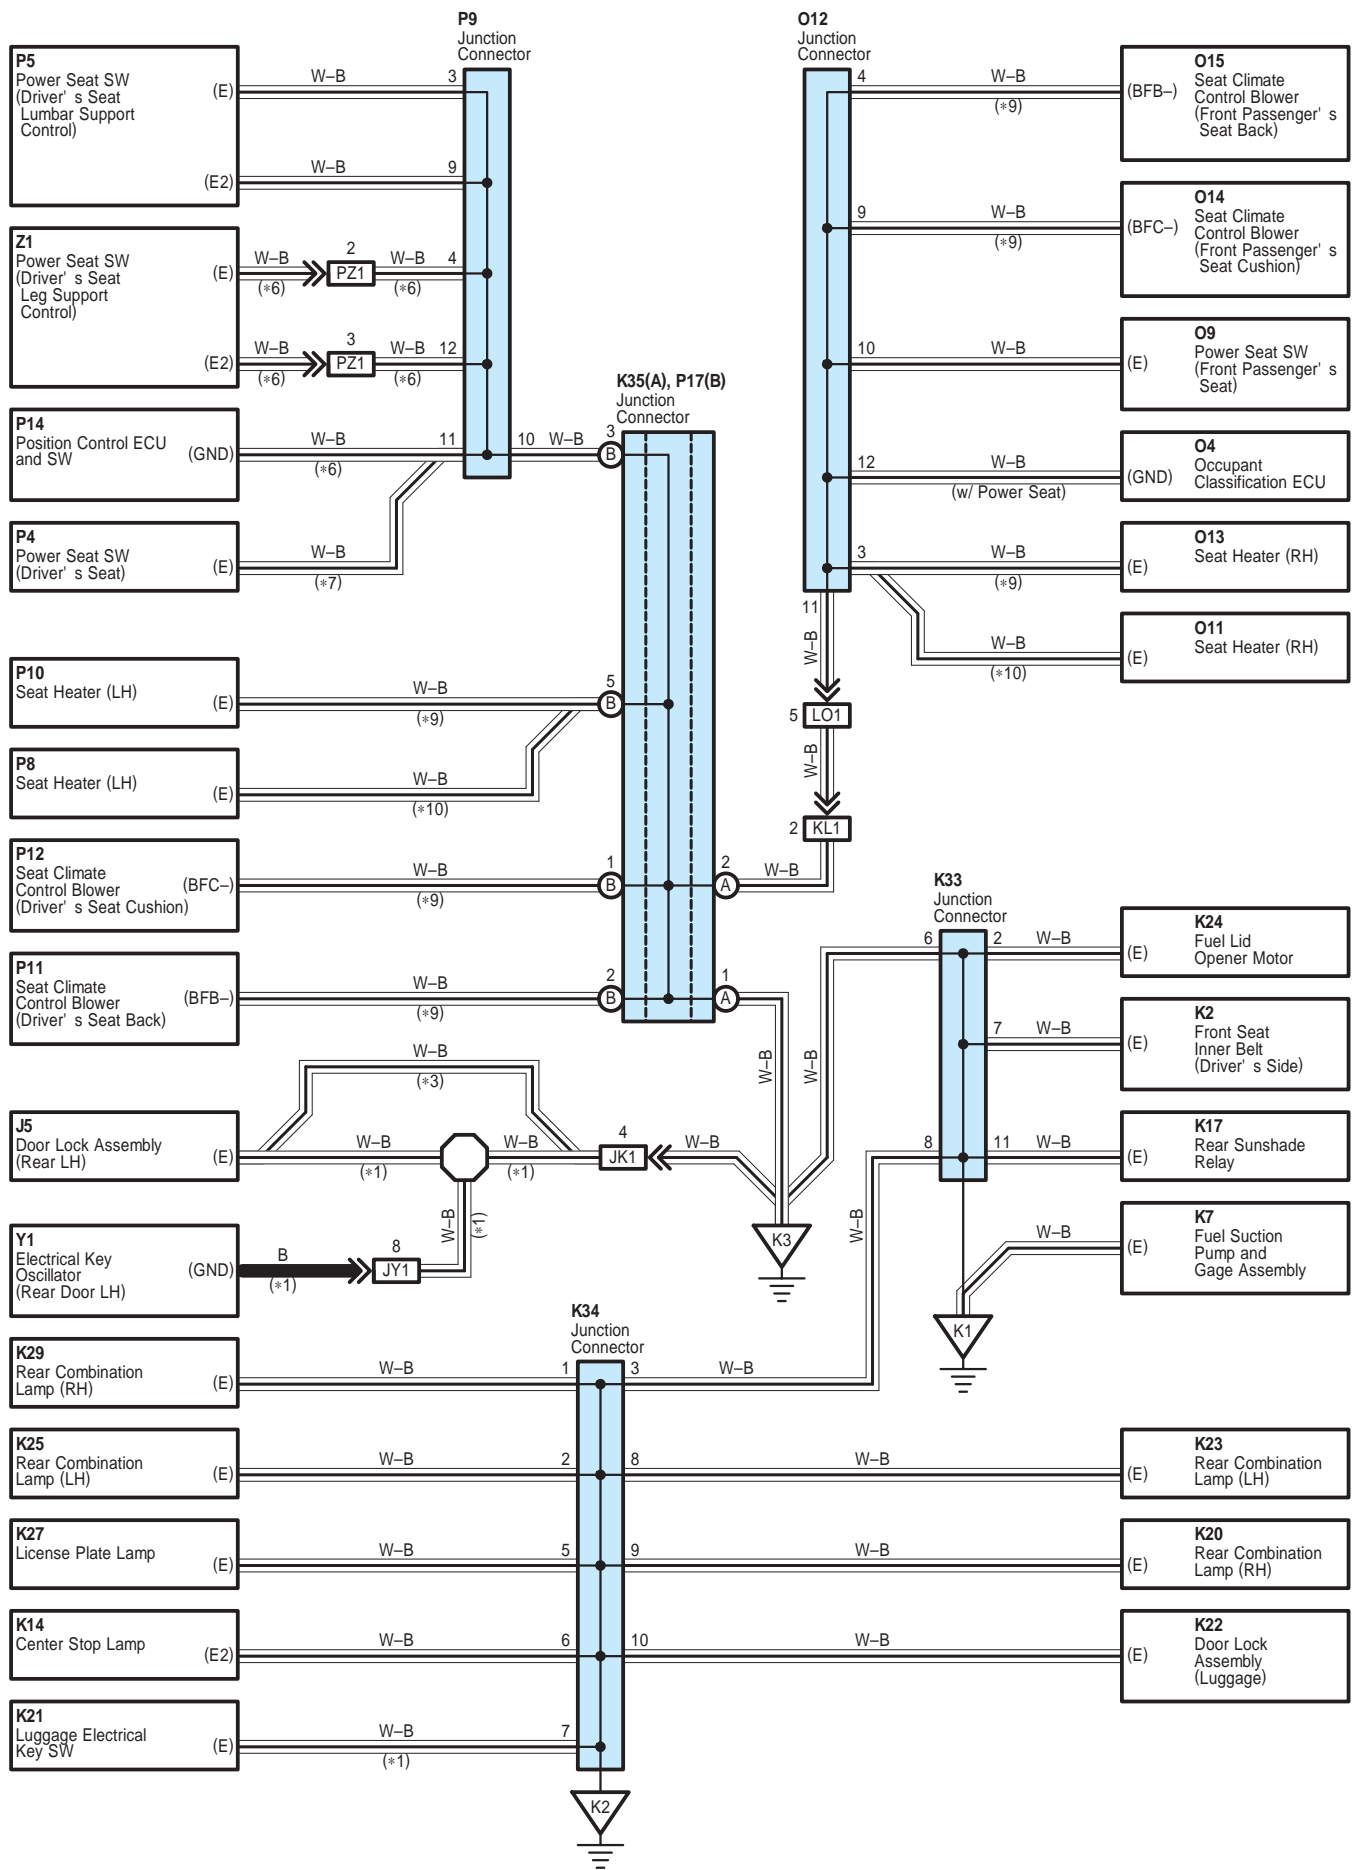 P9
Junction
Connector
O12
Junction
Connector
P5
Power Seat SW
(Driver' s Seat
Lumbar Support
Control)
(E)
W–B
3
(E2)
W–B
9
Z1
Power Seat SW
(Driver' s Seat
Leg Support
Control)
(E)
W–B
(*6)
2
PZ1
W–B
(*6)
4
(E2)
W–B
(*6)
3
PZ1
W–B
(*6)
12
P14
Position Control ECU
and SW
(GND)
W–B
(*6)
11
10
W–B
3
B
P4
Power Seat SW
(Driver' s Seat)
(E)
W–B
(*7)
K35(A), P17(B)
Junction
Connector
4
W–B
(*9)
(BFB–)
O15
Seat Climate
Control Blower
(Front Passenger' s
Seat Back)
9
W–B
(*9)
(BFC–)
O14
Seat Climate
Control Blower
(Front Passenger' s
Seat Cushion)
10
W–B
(E)
O9
Power Seat SW
(Front Passenger' s
Seat)
12
W–B
(w/ Power Seat)
(GND)
O4
Occupant
Classification ECU
3
W–B
(*9)
(E)
O13
Seat Heater (RH)
W–B
(*10)
(E)
O11
Seat Heater (RH)
11
W–B
5
LO1
W–B
2
KL1
P10
Seat Heater (LH)
(E)
W–B
(*9)
5
B
P8
Seat Heater (LH)
(E)
W–B
(*10)
P12
Seat Climate
Control Blower
(Driver' s Seat Cushion)
(BFC–)
W–B
(*9)
1
B
2
A
W–B
P11
Seat Climate
Control Blower
(Driver' s Seat Back)
(BFB–)
W–B
(*9)
2
B
1
A
W–B
W–B
K33
Junction
Connector
6
2
W–B
(E)
K24
Fuel Lid
Opener Motor
7
W–B
(E)
K2
Front Seat
Inner Belt
(Driver' s Side)
8
11
W–B
(E)
K17
Rear Sunshade
Relay
W–B
W–B
(E)
K7
Fuel Suction
Pump and
Gage Assembly
K1
W–B
(*3)
J5
Door Lock Assembly
(Rear LH)
(E)
W–B
(*1)
W–B
(*1)
4
JK1
W–B
K3
Y1
Electrical Key
Oscillator
(Rear Door LH)
(GND)
B
(*1)
8
JY1
W–B
(*1)
K34
Junction
Connector
K29
Rear Combination
Lamp (RH)
(E)
W–B
1
3
W–B
K25
Rear Combination
Lamp (LH)
(E)
W–B
2
8
W–B
(E)
K23
Rear Combination
Lamp (LH)
K27
License Plate Lamp
(E)
W–B
5
9
W–B
(E)
K20
Rear Combination
Lamp (RH)
K14
Center Stop Lamp
(E2)
W–B
6
10
W–B
(E)
K22
Door Lock
Assembly
(Luggage)
K21
Luggage Electrical
Key SW
(E)
W–B
(*1)
7
K2